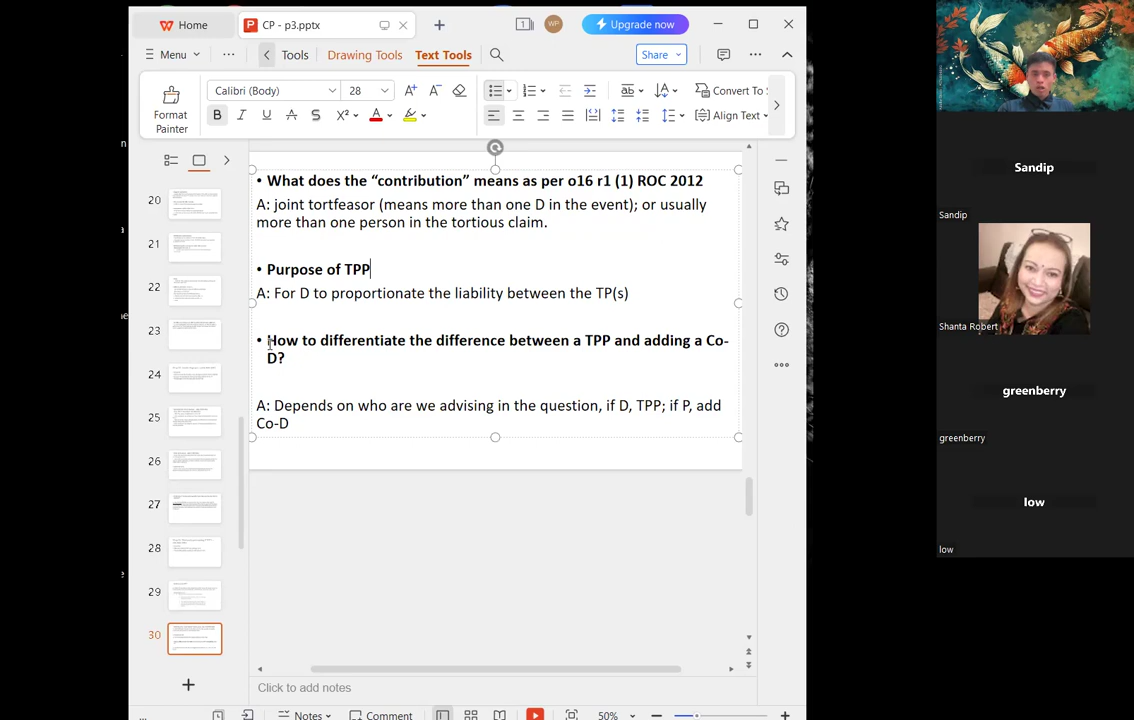 Home
CP - p3.pptx
1
WP
Upgrade now
Menu
Tools
Drawing Tools
Text Tools
Share
Format
Painter
Calibri (Body)
28
Convert To
Align Text
20
21
22
23
24
25
26
27
28
29
30
• What does the “contribution” means as per o16 r1 (1) ROC 2012
A: joint tortfeasor (means more than one D in the event); or usually
more than one person in the tortious claim.
• Purpose of TPP
A: For D to proportionate the liability between the TP(s)
• How to differentiate the difference between a TPP and adding a Co-
D?
A: Depends on who are we advising in the question, if D, TPP; if P, add
Co-D
Click to add notes
Notes
Comment
50%
Sandip
Sandip
Shanta Robert
greenberry
greenberry
low
low